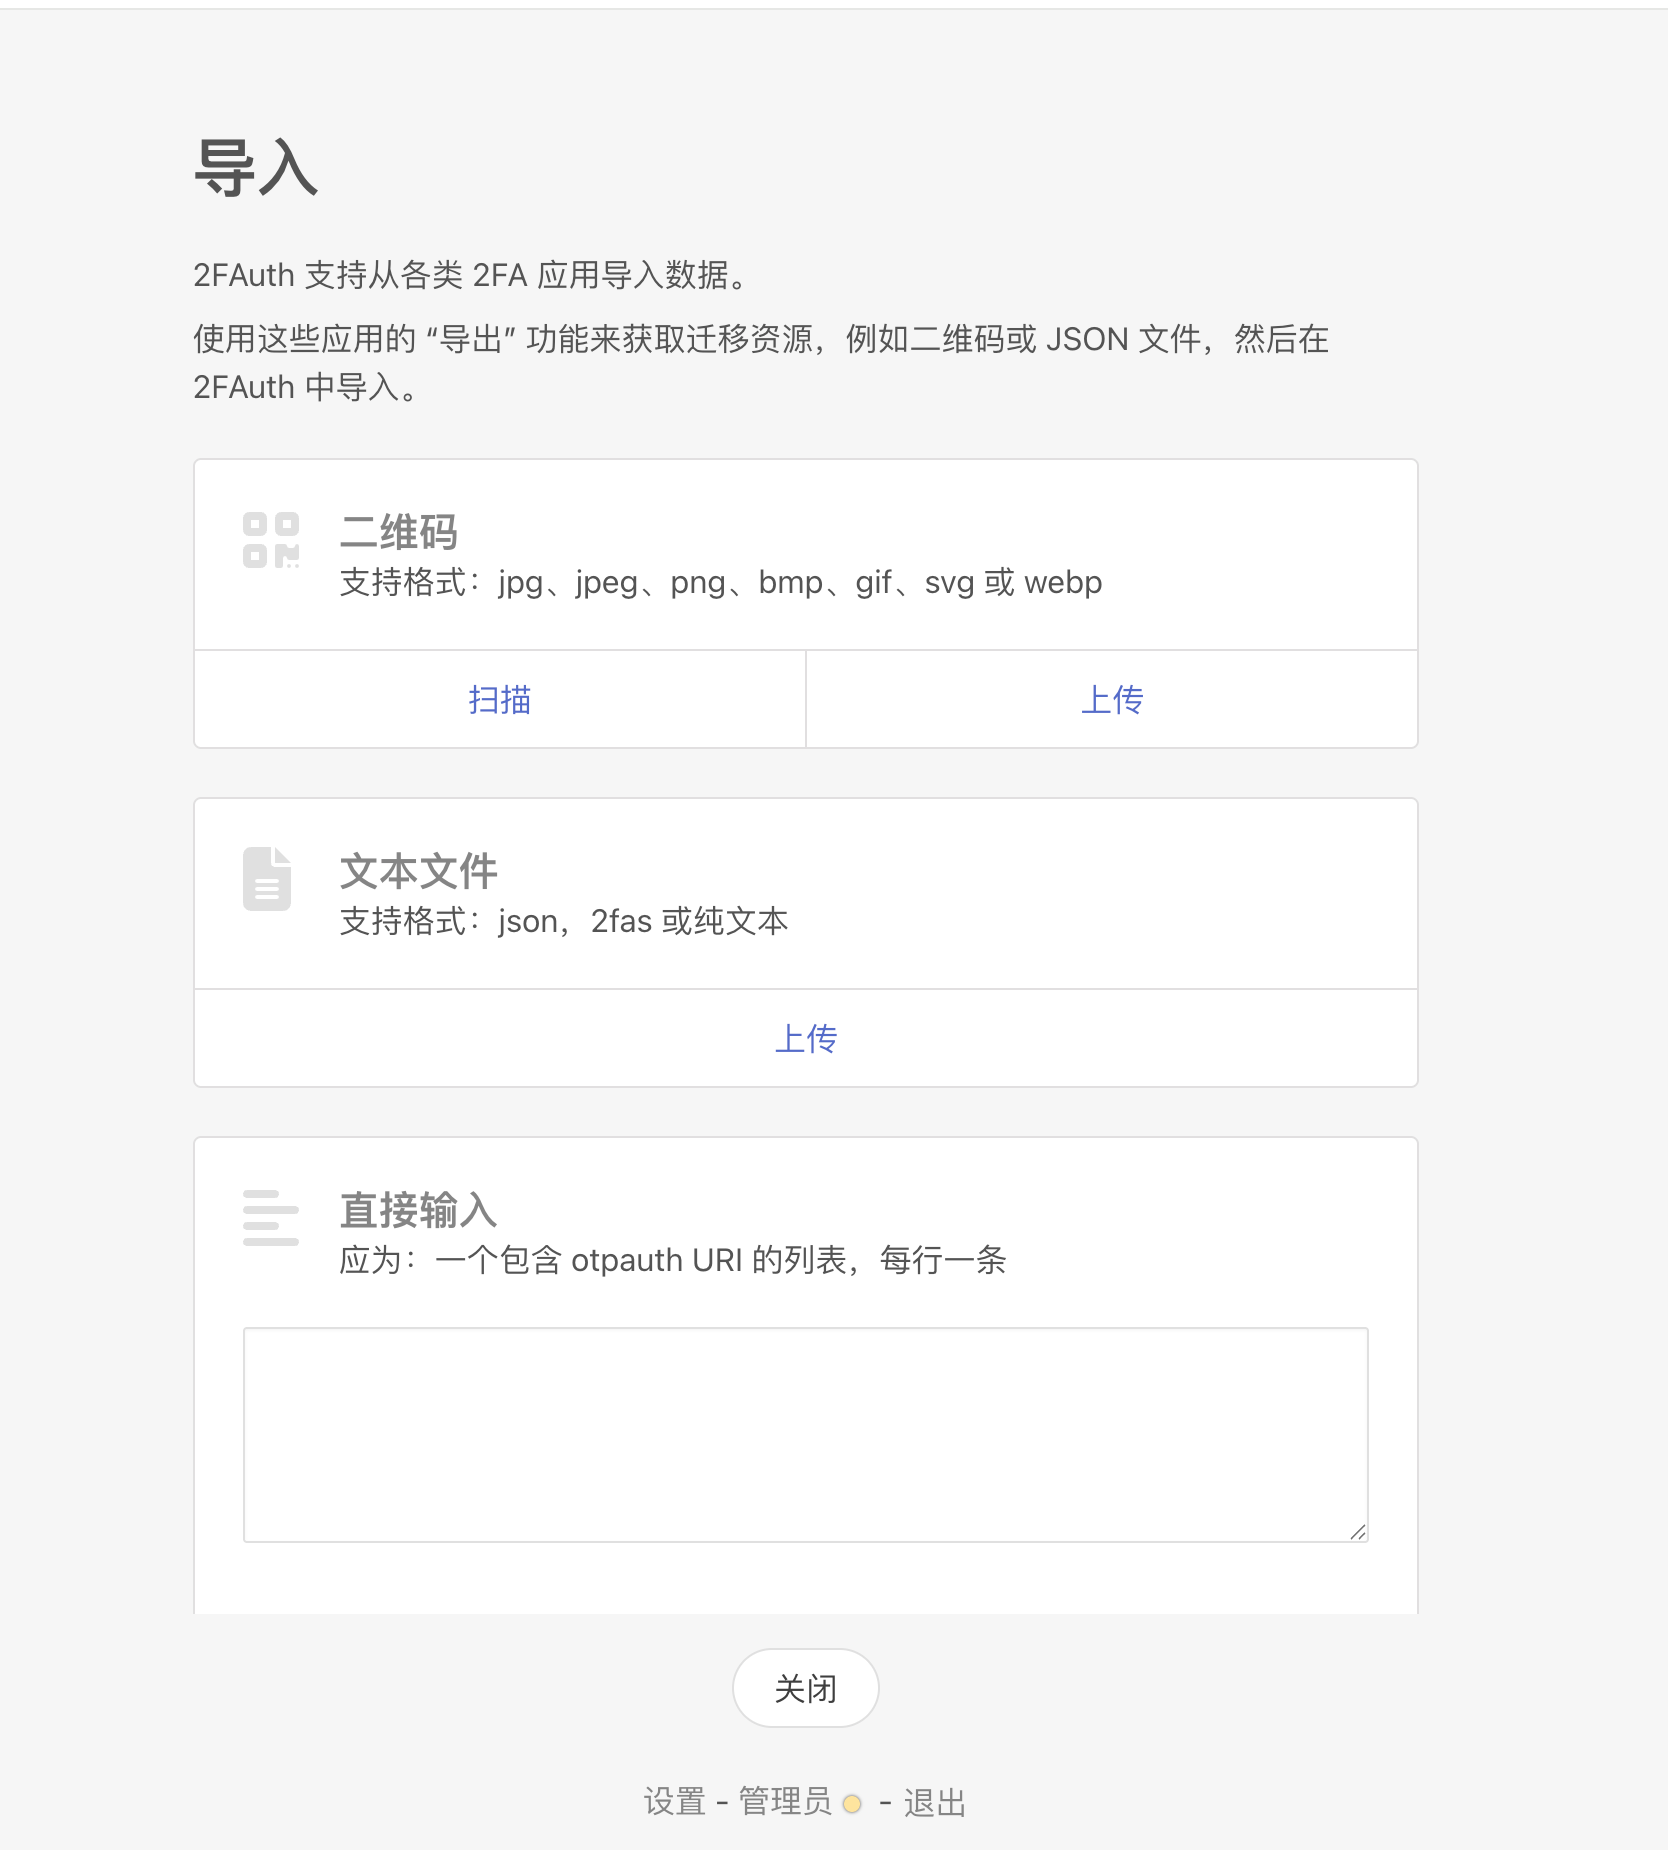 导入
2FAuth 支持从各类 2FA 应用导入数据。
使用这些应用的 “导出” 功能来获取迁移资源，例如二维码或 JSON 文件，然后在
2FAuth 中导入。
二维码
支持格式：jpg、jpeg、png、bmp、gif、svg 或 webp
扫描
上传
文本文件
支持格式：json，2fas 或纯文本
上传
直接输入
应为：一个包含 otpauth URI 的列表，每行一条
关闭
设置 - 管理员 - 退出